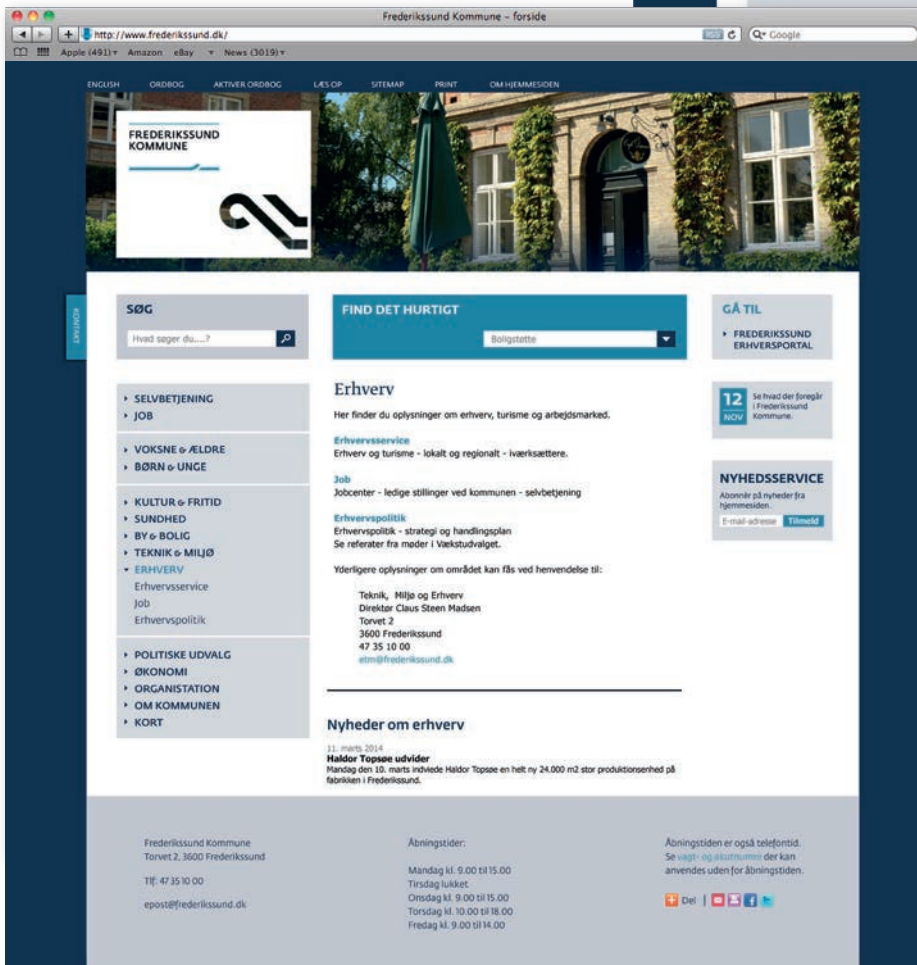 Frederikssund Kommune – forside
http://www.frederikssund.dk/
RSS
Google
Apple (491) Amazon eBay News (3019)
ENGLISH ORDBOG AKTIVER ORDBOG LÆS OP SITEMAP PRINT OM HJEMMESIDEN
FREDERIKSSUND
KOMMUNE
KONTAKT
SØG
Hvad søger du....?
FIND DET HURTIGT
Boligstøtte
GÅ TIL
FREDERIKSSUND
ERHVERSPORTAL
SELVBETJENING
JOB
VOKSNE & ÆLDRE
BØRN & UNGE
KULTUR & FRITID
SUNDHED
BY & BOLIG
TEKNIK & MILJØ
ERHVERV
Erhvervsservice
Job
Erhvervspolitik
POLITISKE UDVALG
ØKONOMI
ORGANISTATION
OM KOMMUNEN
KORT
Erhverv
Her finder du oplysninger om erhverv, turisme og arbejdsmarked.
Erhvervsservice
Erhverv og turisme - lokalt og regionalt - iværksættere.
Job
Jobcenter - ledige stillinger ved kommunen - selvbetjening
Erhvervspolitik
Erhvervspolitik - strategi og handlingsplan
Se referater fra møder i Vækstudvalget.
Yderligere oplysninger om området kan fås ved henvendelse til:
Teknik, Miljø og Erhverv
Direktør Claus Steen Madsen
Torvet 2
3600 Frederikssund
47 35 10 00
etm@frederikssund.dk
Nyheder om erhverv
11. marts 2014
Haldor Topsøe udvider
Mandag den 10. marts indviede Haldor Topsøe en helt ny 24.000 m2 stor produktionsenhed på
fabrikken i Frederikssund.
12
NOV
Se hvad der foregår
i Frederikssund
Kommune.
NYHEDSSERVICE
Abonnér på nyheder fra
hjemmesiden.
E-mail-adresse Tilmeld
Frederikssund Kommune
Torvet 2, 3600 Frederikssund
Tlf: 47 35 10 00
epost@frederikssund.dk
Åbningstider:
Mandag kl. 9.00 til 15.00
Tirsdag lukket
Onsdag kl. 9.00 til 15.00
Torsdag kl. 10.00 til 18.00
Fredag kl. 9.00 til 14.00
Åbningstiden er også telefontid.
Se vagt- og akutnumre der kan
anvendes uden for åbningstiden.
Del